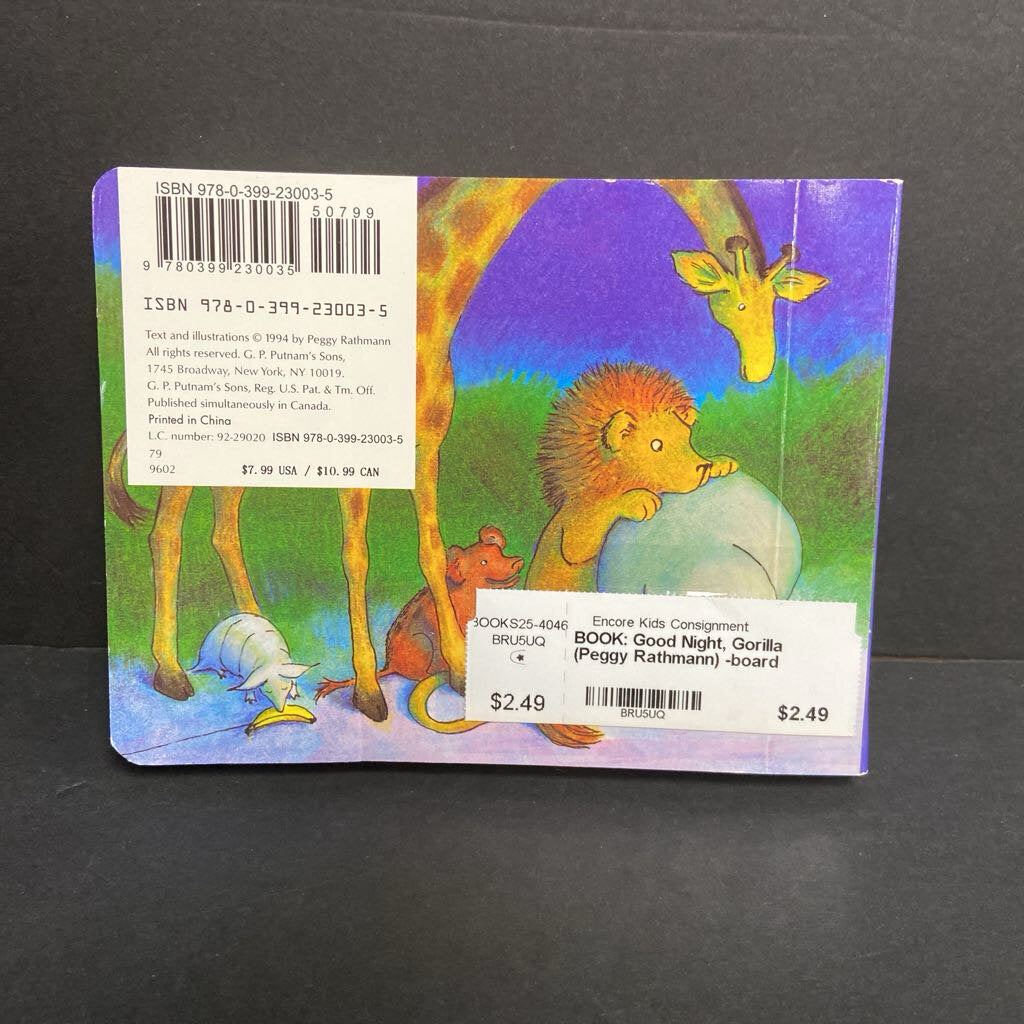 ISBN 978-0-399-23003-5
50799
9 780399 230035
ISBN 978-0-399-23003-5
Text and illustrations © 1994 by Peggy Rathmann
All rights reserved. G. P. Putnam's Sons,
1745 Broadway, New York, NY 10019.
G. P. Putnam's Sons, Reg. U.S. Pat. & Tm. Off.
Published simultaneously in Canada.
Printed in China
L.C. number: 92-29020 ISBN 978-0-399-23003-5
79
9602 $7.99 USA / $10.99 CAN
BOOKS25-4046
BRU5UQ
$2.49
Encore Kids Consignment
BOOK: Good Night, Gorilla
(Peggy Rathmann) -board
BRU5UQ
$2.49